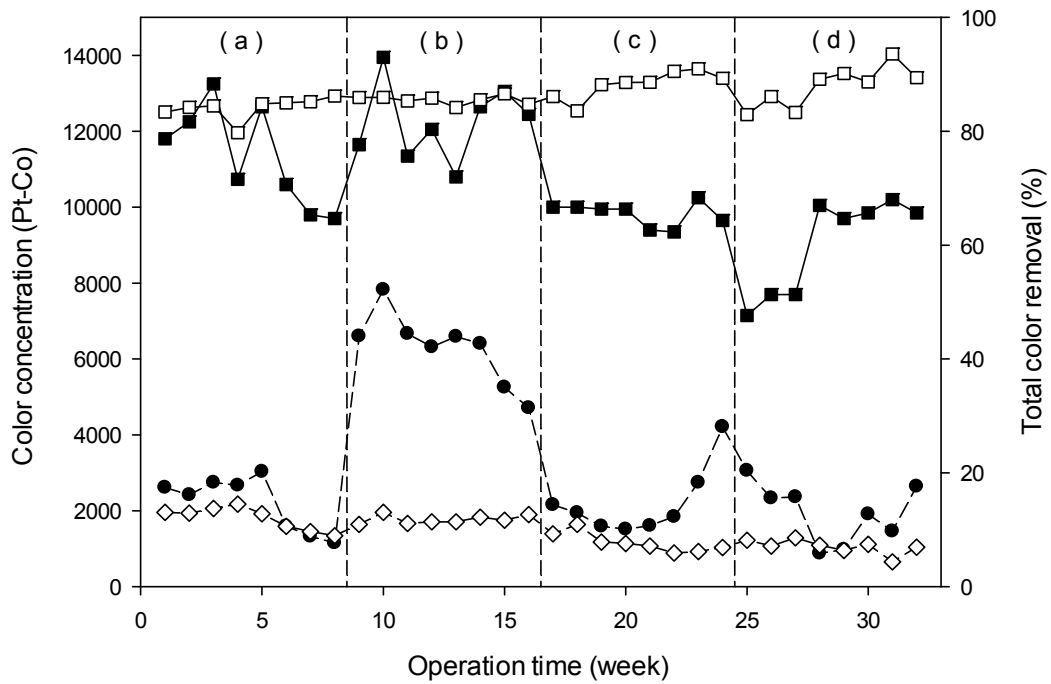 ( a ) ( b ) ( c ) ( d )
14000
12000
10000
8000
6000
4000
2000
0
Color concentration (Pt-Co)
100
80
60
40
20
0
Total color removal (%)
0 5 10 15 20 25 30
Operation time (week)